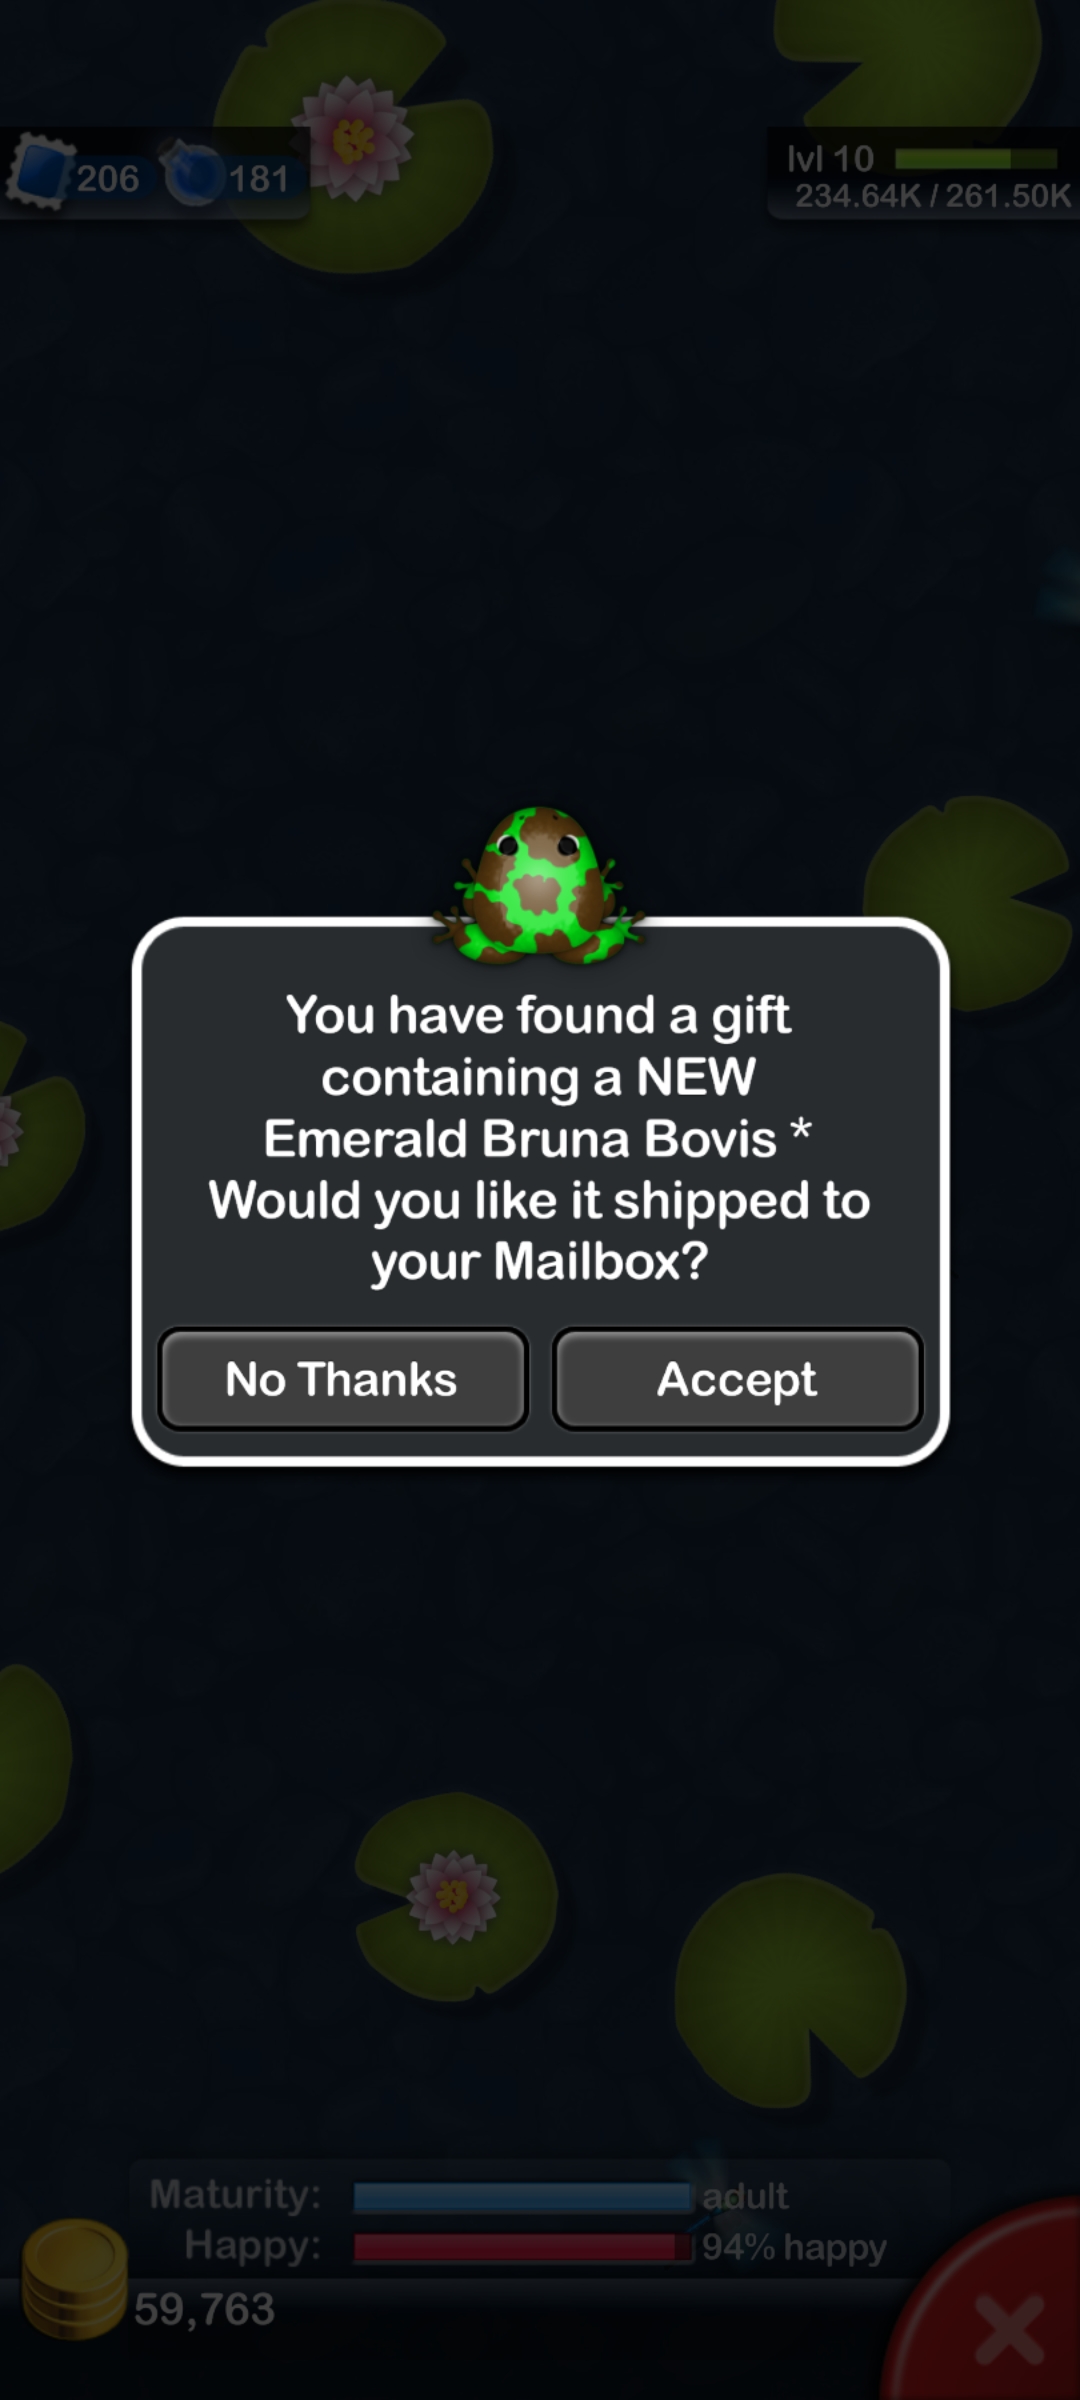 206
181
lvl 10
234.64K / 261.50K
You have found a gift
containing a NEW
Emerald Bruna Bovis *
Would you like it shipped to
your Mailbox?
No Thanks
Accept
Maturity:
adult
Happy:
94% happy
59,763